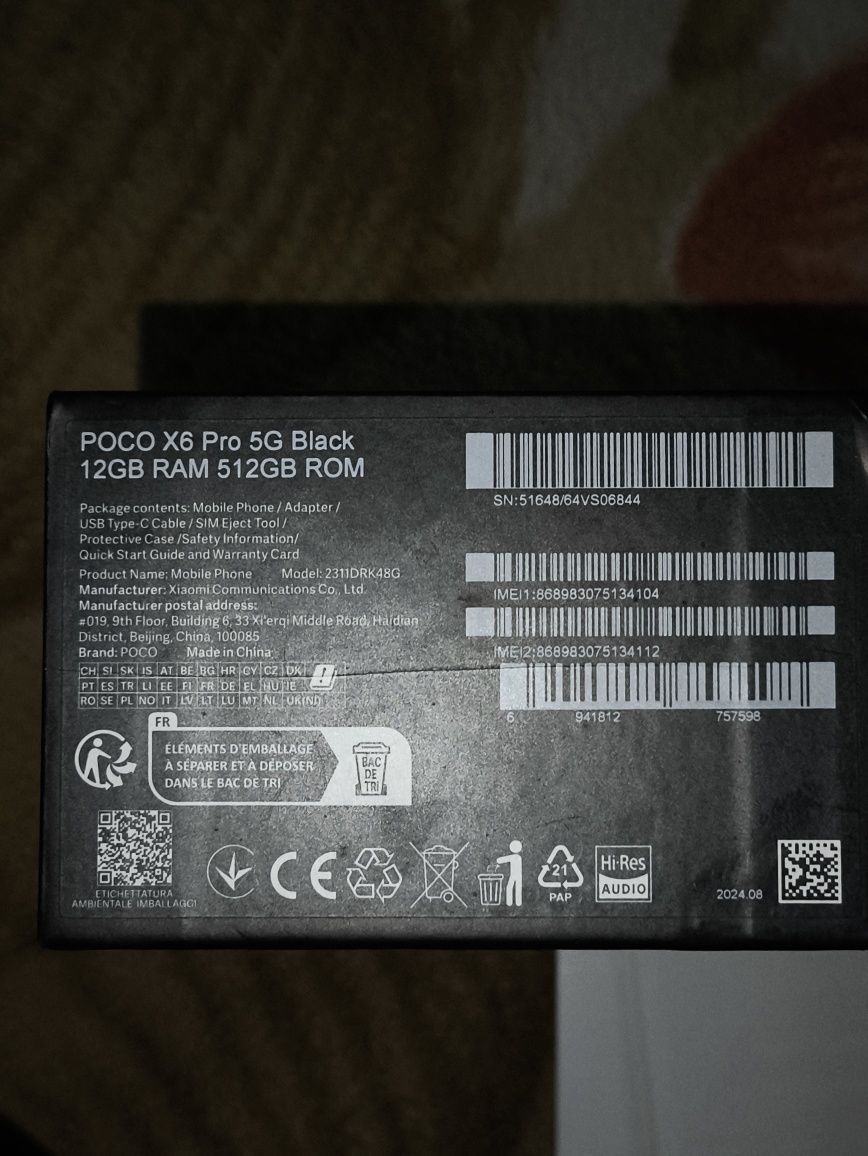 POCO X6 Pro 5G Black
12GB RAM 512GB ROM
Package contents: Mobile Phone / Adapter /
USB Type-C Cable / SIM Eject Tool /
Protective Case /Safety Information/
Quick Start Guide and Warranty Card
Product Name: Mobile Phone Model: 2311DRK48G
Manufacturer: Xiaomi Communications Co., Ltd.
Manufacturer postal address:
#019, 9th Floor, Building 6, 33 Xi'erqi Middle Road, Haidian
District, Beijing, China, 100085
Brand: POCO Made in China
CH SI SK IS AT BE BG HR CY CZ DK
PT ES TR LI EE FI FR DE EL HU IE
RO SE PL NO IT LV LT LU MT NL UK(NI)
SN:51648/64VS06844
IMEI1:868983075134104
IMEI2:868983075134112
6 941812 757598
FR
ÉLÉMENTS D'EMBALLAGE
À SÉPARER ET À DÉPOSER
DANS LE BAC DE TRI
BAC
DE
TRI
ETICHETTATURA
AMBIENTALE IMBALLAGGI
CE
21
PAP
Hi-Res
AUDIO
2024.08